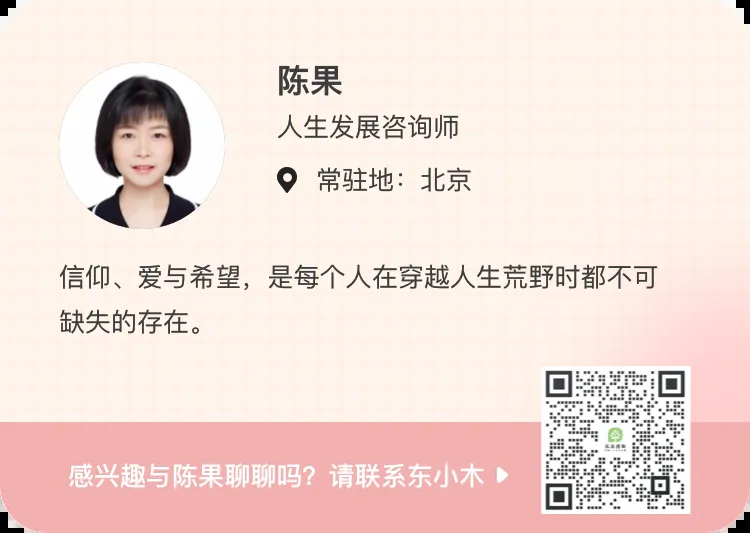 陈果
人生发展咨询师
常驻地：北京
信仰、爱与希望，是每个人在穿越人生荒野时都不可
缺失的存在。
感兴趣与陈果聊聊吗？请联系东小木